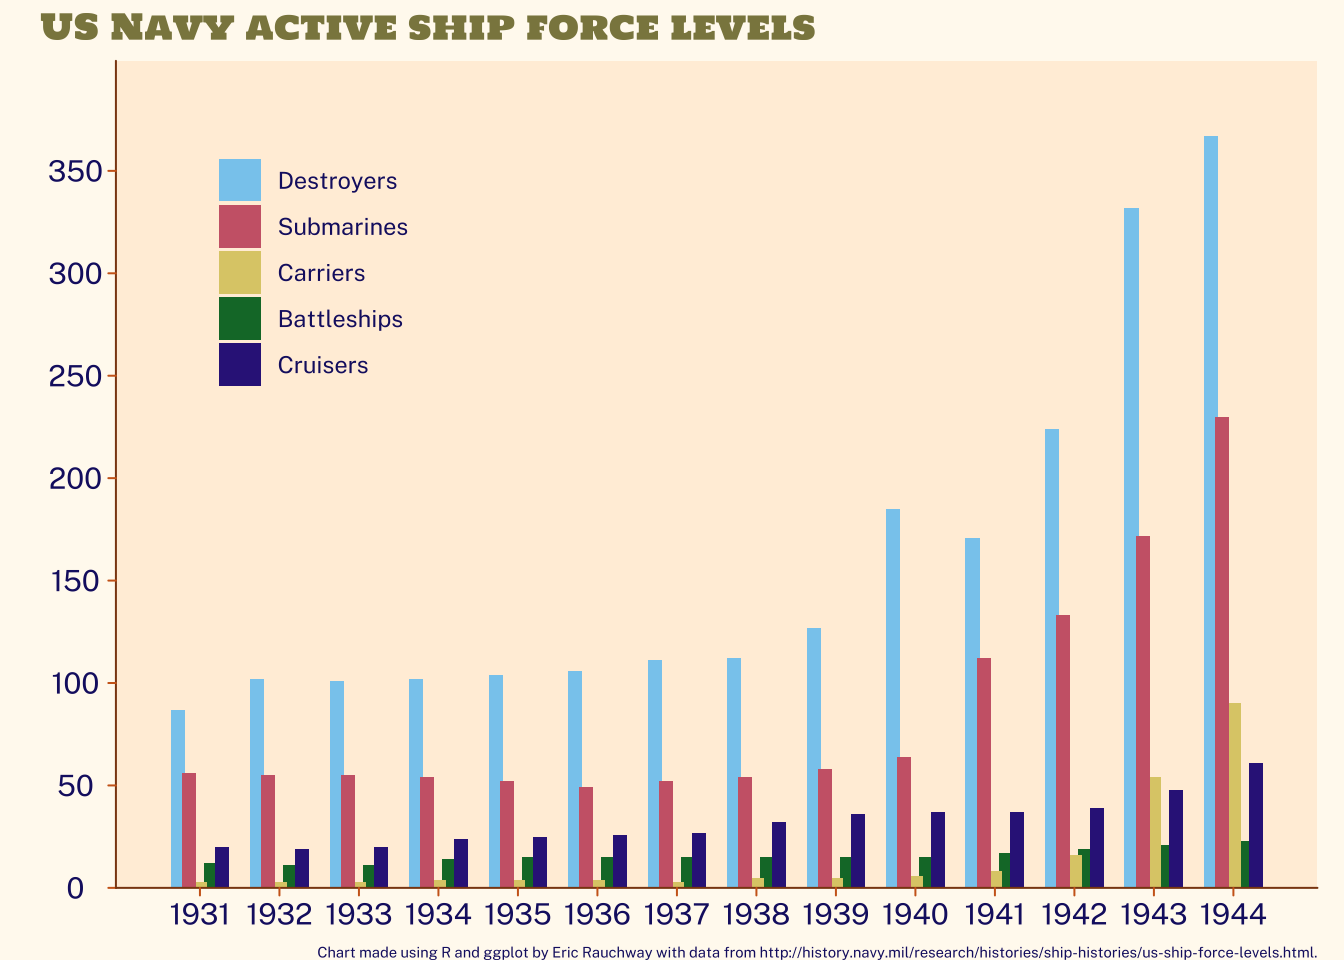 US Navy active ship force levels
350
300
250
200
150
100
50
0
Destroyers
Submarines
Carriers
Battleships
Cruisers
1931 1932 1933 1934 1935 1936 1937 1938 1939 1940 1941 1942 1943 1944
Chart made using R and ggplot by Eric Rauchway with data from http://history.navy.mil/research/histories/ship-histories/us-ship-force-levels.html.